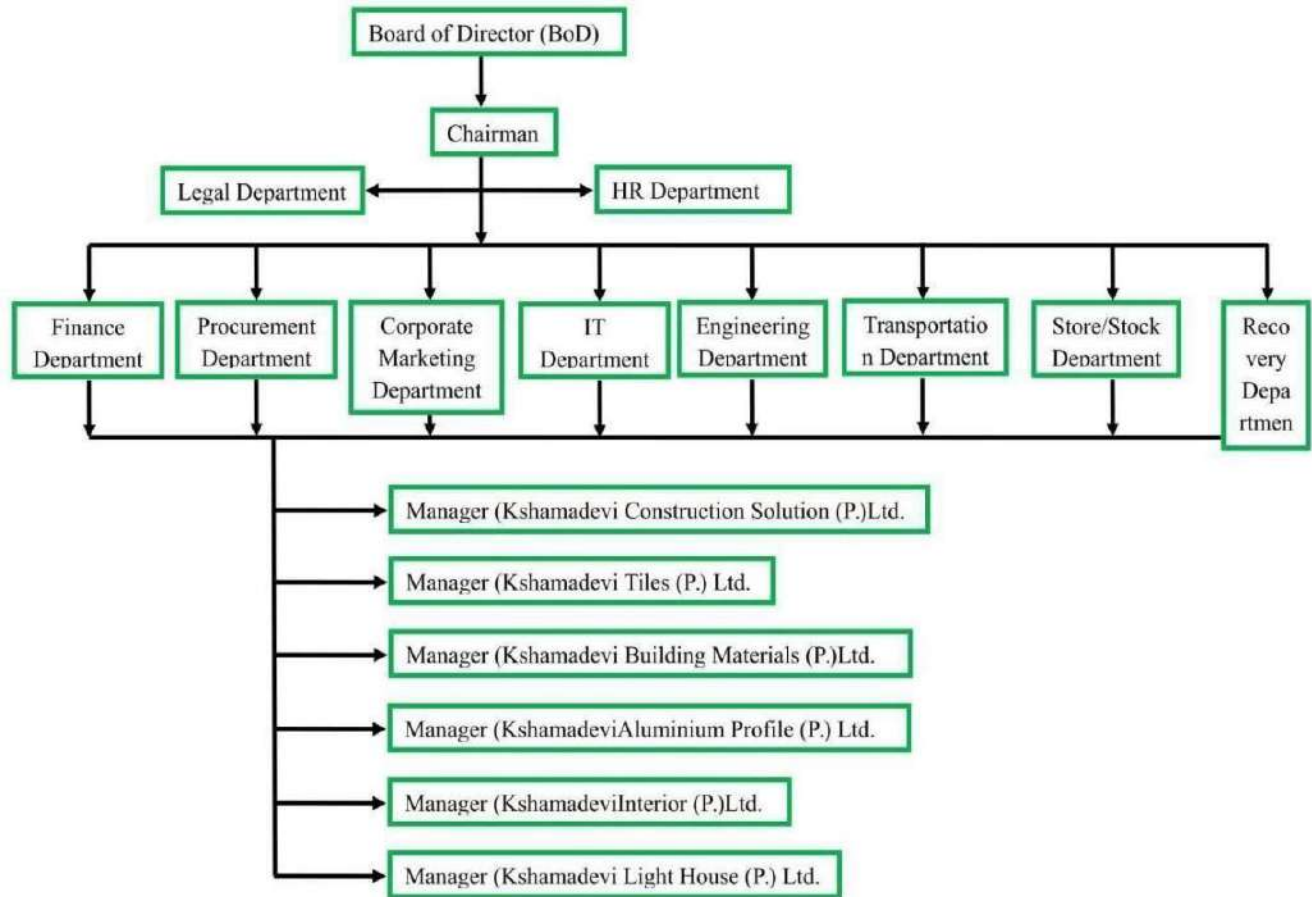 Board of Director (BoD)
Chairman
Legal Department
HR Department
Finance
Department
Procurement
Department
Corporate
Marketing
Department
IT
Department
Engineering
Department
Transportatio
n Department
Store/Stock
Department
Reco
very
Depa
rtmen
Manager (Kshamadevi Construction Solution (P.)Ltd.
Manager (Kshamadevi Tiles (P.) Ltd.
Manager (Kshamadevi Building Materials (P.)Ltd.
Manager (KshamadeviAluminium Profile (P.) Ltd.
Manager (KshamadeviInterior (P.)Ltd.
Manager (Kshamadevi Light House (P.) Ltd.